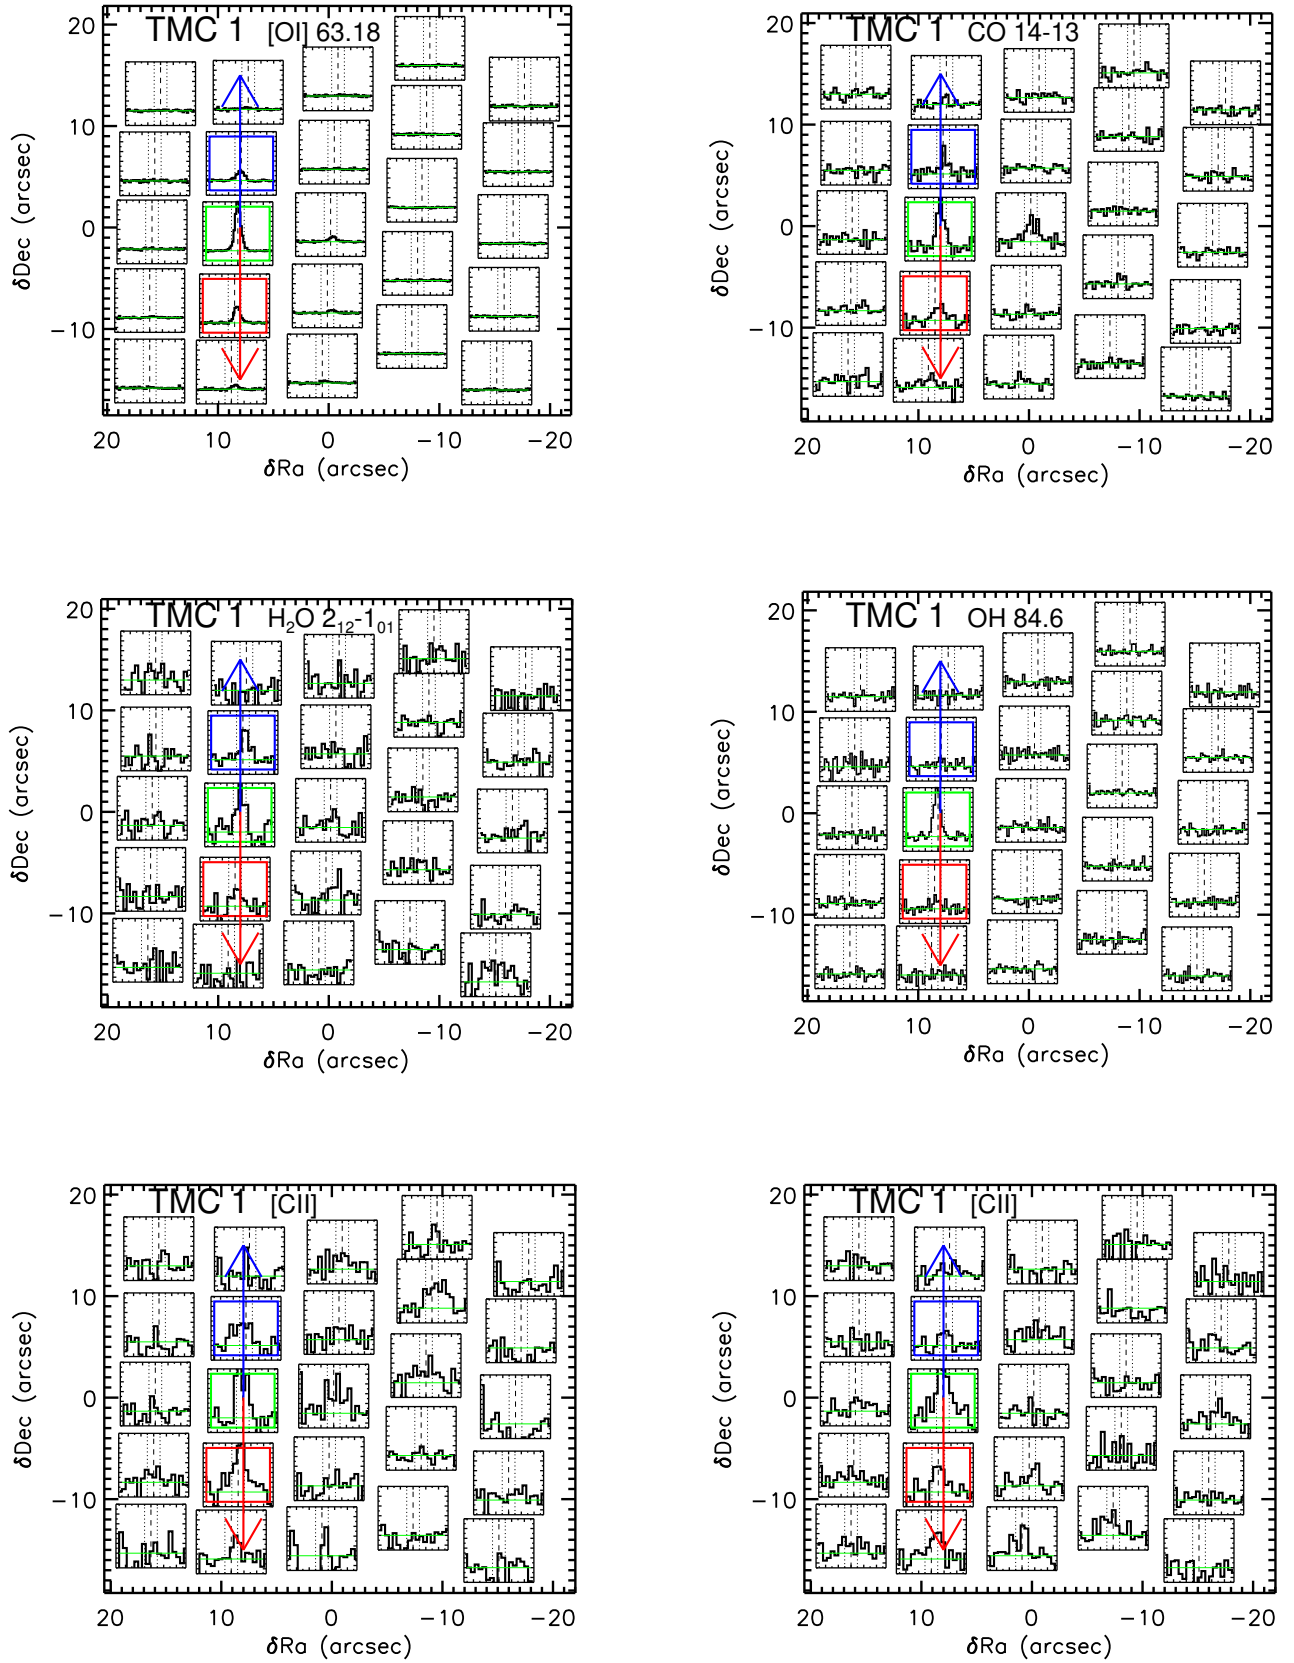 TMC 1 [OI] 63.18
20
10
0
−10
δDec (arcsec)
20 10 0 −10 −20
δRa (arcsec)
TMC 1 CO 14-13
20
10
0
−10
δDec (arcsec)
20 10 0 −10 −20
δRa (arcsec)
TMC 1 H₂O 2₁₂-1₀₁
20
10
0
−10
δDec (arcsec)
20 10 0 −10 −20
δRa (arcsec)
TMC 1 OH 84.6
20
10
0
−10
δDec (arcsec)
20 10 0 −10 −20
δRa (arcsec)
TMC 1 [CII]
20
10
0
−10
δDec (arcsec)
20 10 0 −10 −20
δRa (arcsec)
TMC 1 [CII]
20
10
0
−10
δDec (arcsec)
20 10 0 −10 −20
δRa (arcsec)